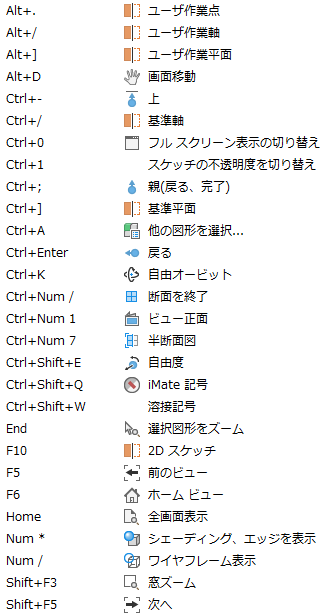 Alt+. ユーザ作業点
Alt+/ ユーザ作業軸
Alt+] ユーザ作業平面
Alt+D 画面移動
Ctrl+- 上
Ctrl+/ 基準軸
Ctrl+0 フル スクリーン表示の切り替え
Ctrl+1 スケッチの不透明度を切り替え
Ctrl+; 親(戻る、完了)
Ctrl+] 基準平面
Ctrl+A 他の図形を選択...
Ctrl+Enter 戻る
Ctrl+K 自由オービット
Ctrl+Num / 断面を終了
Ctrl+Num 1 ビュー正面
Ctrl+Num 7 半断面図
Ctrl+Shift+E 自由度
Ctrl+Shift+Q iMate 記号
Ctrl+Shift+W 溶接記号
End 選択図形をズーム
F10 2D スケッチ
F5 前のビュー
F6 ホーム ビュー
Home 全画面表示
Num * シェーディング、エッジを表示
Num / ワイヤフレーム表示
Shift+F3 窓ズーム
Shift+F5 次へ